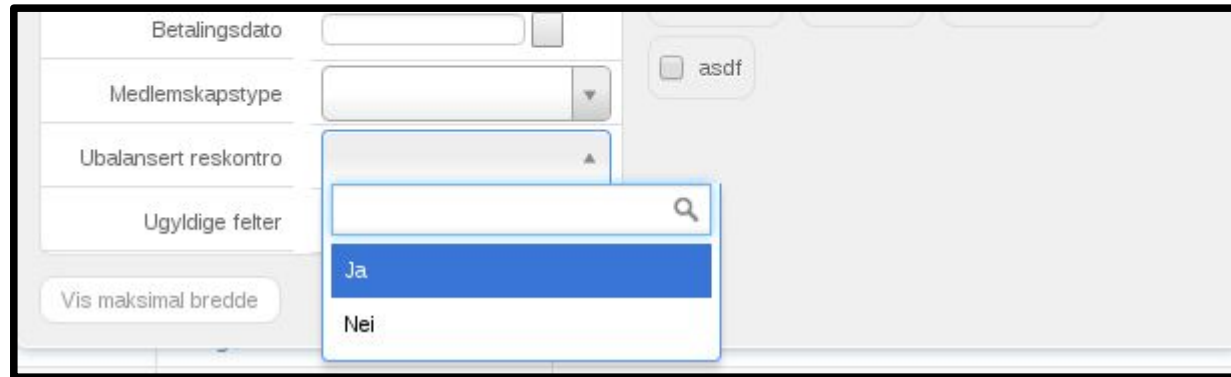 Betalingsdato
asdf
Medlemskapstype
Ubalansert reskontro
Ugyldige felter
Ja
Vis maksimal bredde
Nei